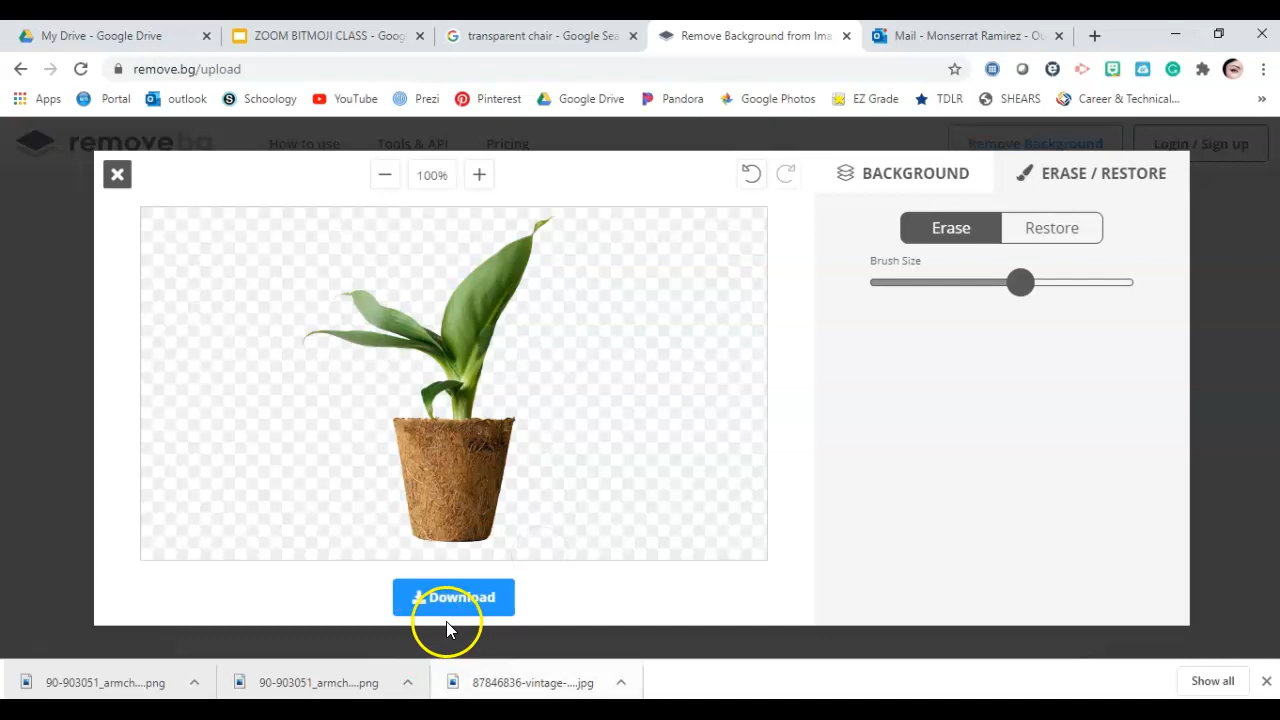 My Drive - Google Drive
ZOOM BITMOJI CLASS - Goog
transparent chair - Google Sea
Remove Background from Ima
Mail - Monserrat Ramirez - Ou
remove.bg/upload
Apps Portal outlook Schoology YouTube Prezi Pinterest Google Drive Pandora Google Photos EZ Grade TDLR SHEARS Career & Technical...
removebg How to use Tools & API Pricing Remove Background Login / Sign up
100%
BACKGROUND ERASE / RESTORE
Erase Restore
Brush Size
Download
90-903051_armch....png 90-903051_armch....png 87846836-vintage-....jpg Show all